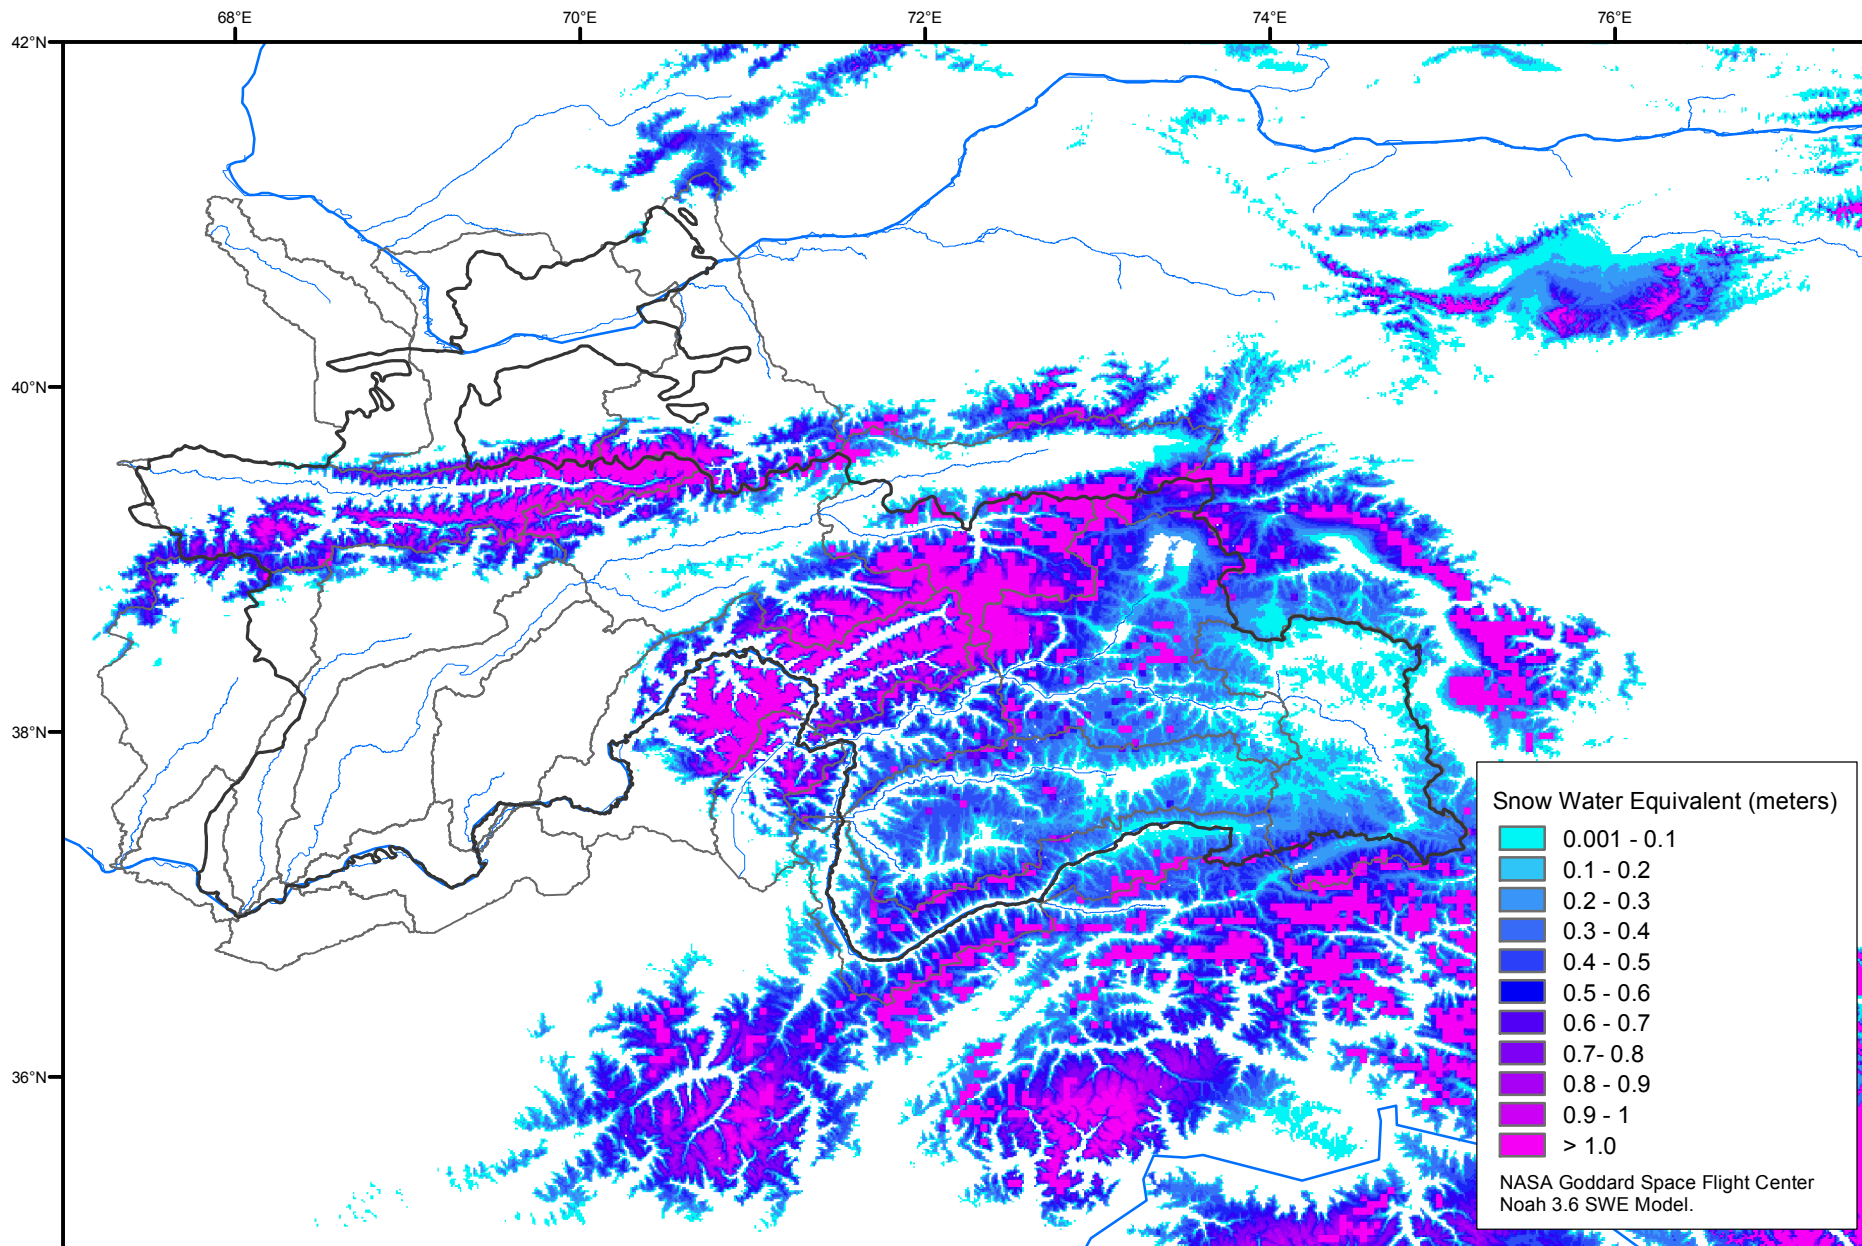 68°E 70°E 72°E 74°E 76°E
42°N
40°N
38°N
36°N
Snow Water Equivalent (meters)
0.001 - 0.1
0.1 - 0.2
0.2 - 0.3
0.3 - 0.4
0.4 - 0.5
0.5 - 0.6
0.6 - 0.7
0.7- 0.8
0.8 - 0.9
0.9 - 1
> 1.0
NASA Goddard Space Flight Center
Noah 3.6 SWE Model.